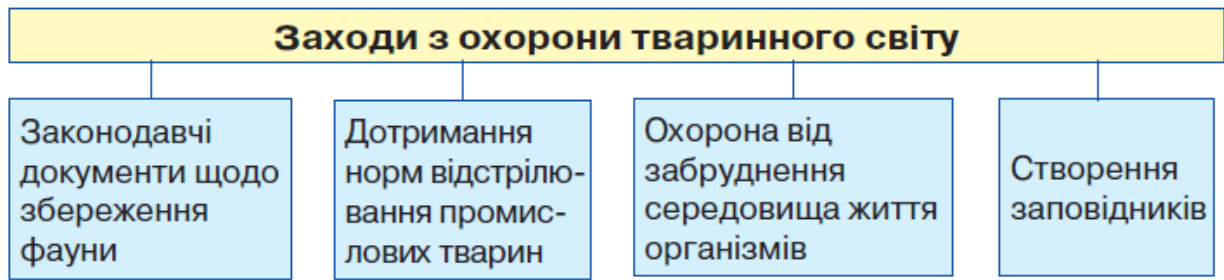 Заходи з охорони тваринного світу
Законодавчі
документи щодо
збереження
фауни
Дотримання
норм відстрілю-
вання промис-
лових тварин
Охорона від
забруднення
середовища життя
організмів
Створення
заповідників